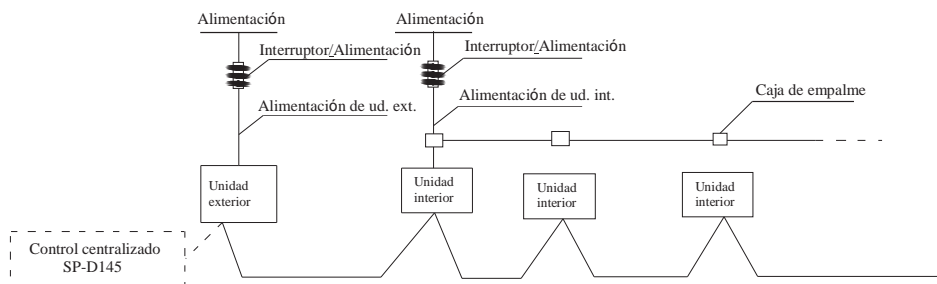 Alimentación
Alimentación
Interruptor/Alimentación
Interruptor/Alimentación
Alimentación de ud. ext.
Alimentación de ud. int.
Caja de empalme
Unidad
exterior
Unidad
interior
Unidad
interior
Unidad
interior
Control centralizado
SP-D145